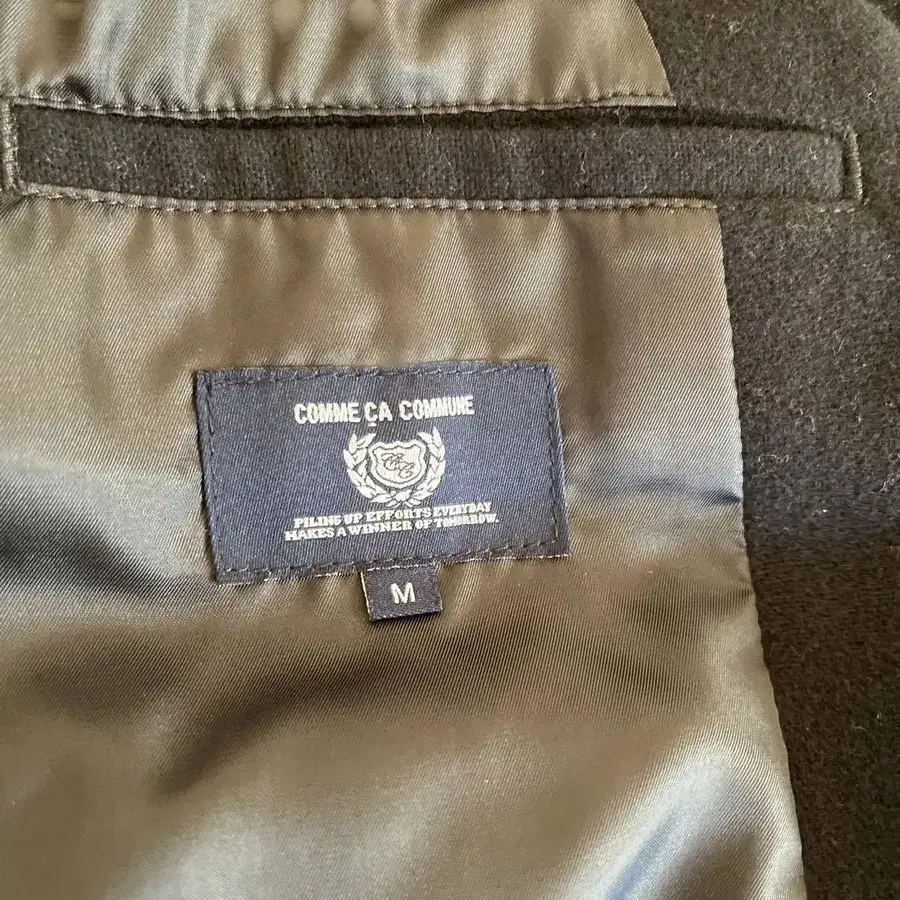 COMME ÇA COMMUNE
PILING UP EFFORTS EVERYDAY
MAKES A WINNER OF TOMORROW.
M